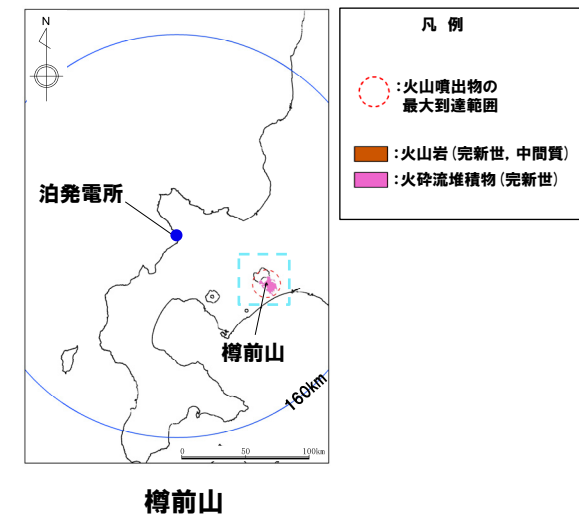 N
泊発電所
樽前山
160km
0 50 100km
凡 例
:火山噴出物の
最大到達範囲
:火山岩(完新世, 中間質)
:火砕流堆積物(完新世)
樽前山